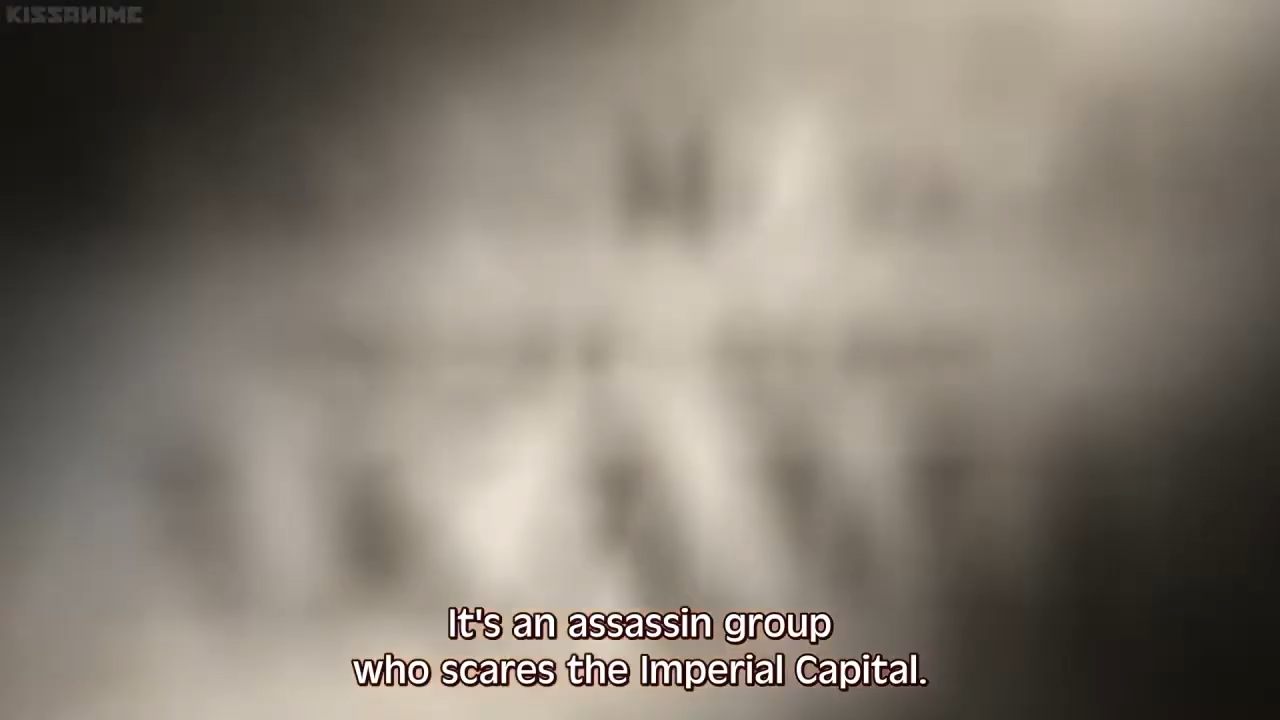 KISSANIME
It's an assassin group
who scares the Imperial Capital.